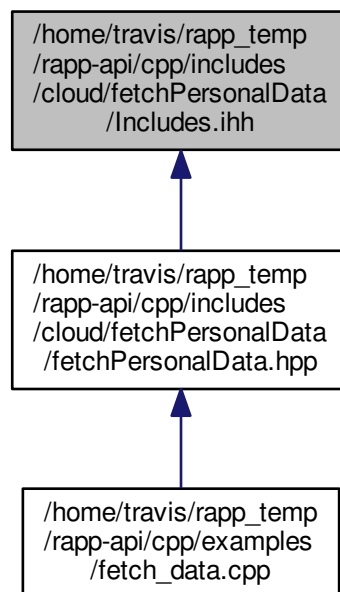 /home/travis/rapp_temp
/rapp-api/cpp/includes
/cloud/fetchPersonalData
/Includes.ihh
/home/travis/rapp_temp
/rapp-api/cpp/includes
/cloud/fetchPersonalData
/fetchPersonalData.hpp
/home/travis/rapp_temp
/rapp-api/cpp/examples
/fetch_data.cpp